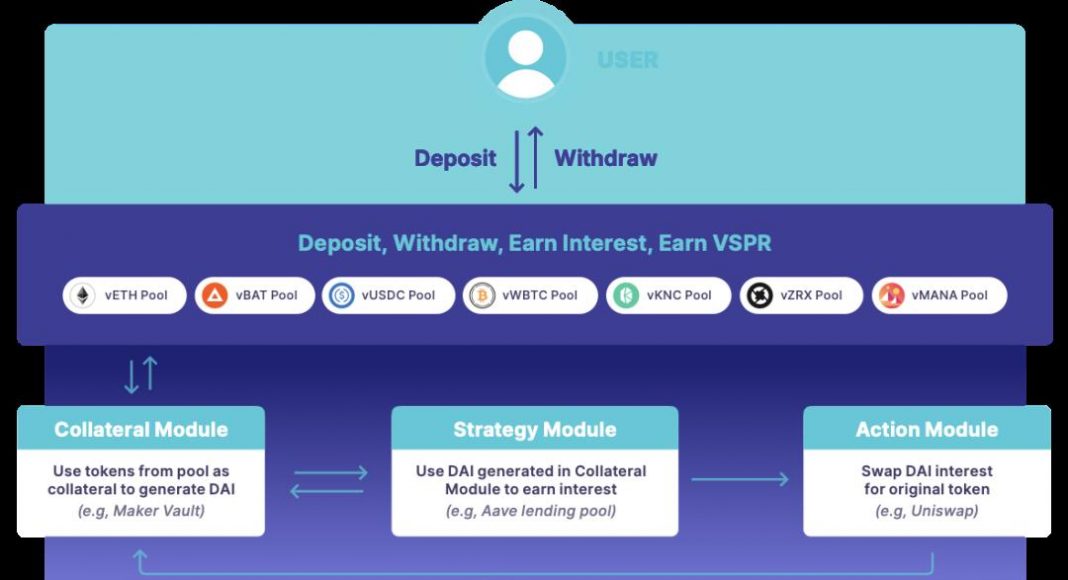 USER
Deposit
Withdraw
Deposit, Withdraw, Earn Interest, Earn VSPR
vETH Pool
vBAT Pool
vUSDC Pool
vWBTC Pool
vKNC Pool
vZRX Pool
vMANA Pool
Collateral Module
Use tokens from pool as
collateral to generate DAI
(e.g, Maker Vault)
Strategy Module
Use DAI generated in Collateral
Module to earn interest
(e.g, Aave lending pool)
Action Module
Swap DAI interest
for original token
(e.g, Uniswap)